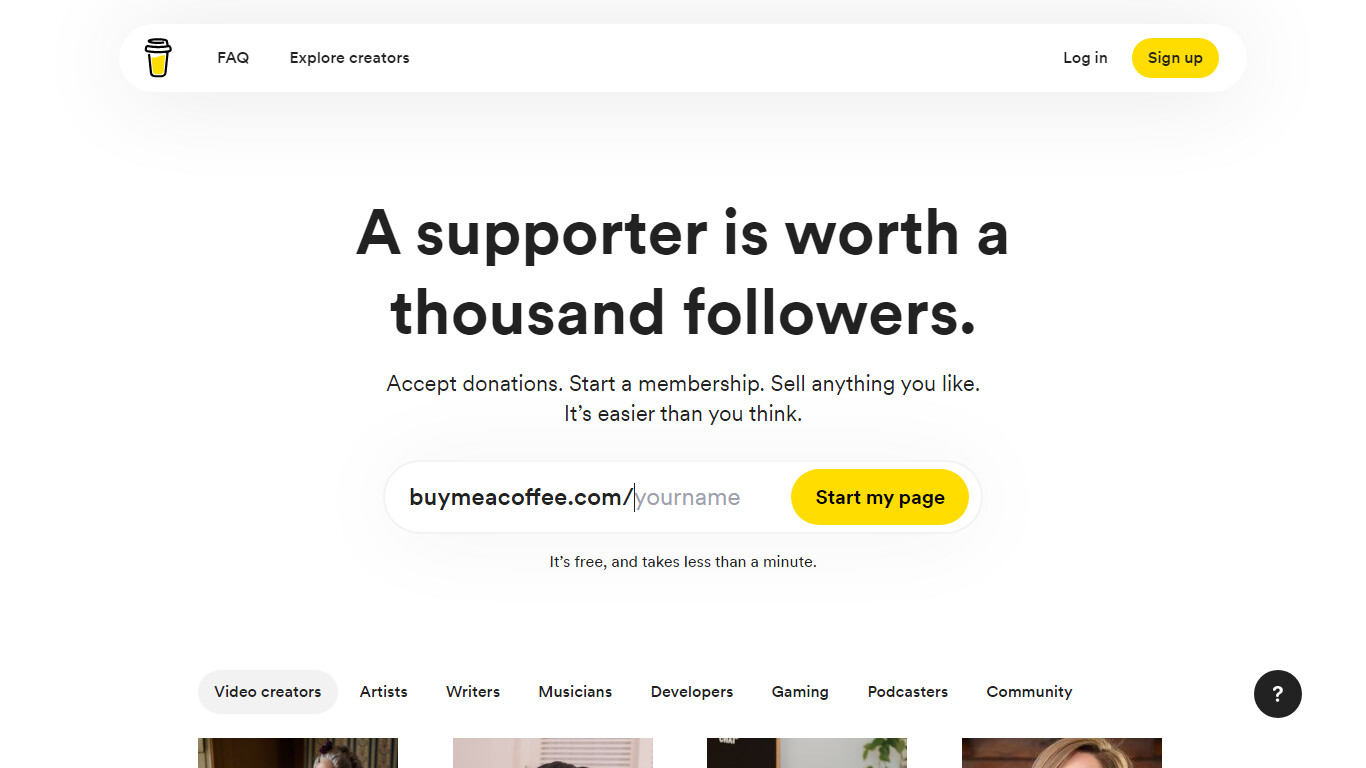 FAQ
Explore creators
Log in
Sign up
A supporter is worth a
thousand followers.
Accept donations. Start a membership. Sell anything you like.
It’s easier than you think.
buymeacoffee.com/yourname
Start my page
It’s free, and takes less than a minute.
Video creators
Artists
Writers
Musicians
Developers
Gaming
Podcasters
Community
?